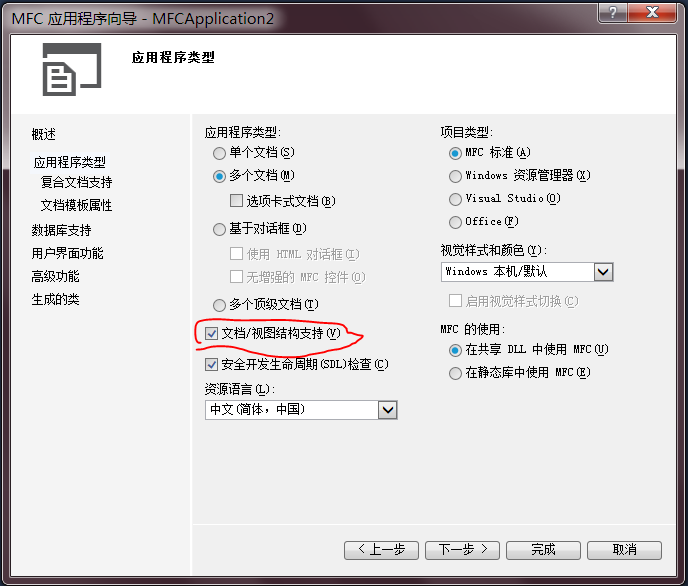 MFC 应用程序向导 - MFCApplication2
应用程序类型
概述
应用程序类型
复合文档支持
文档模板属性
数据库支持
用户界面功能
高级功能
生成的类
应用程序类型:
单个文档(S)
多个文档(M)
选项卡式文档(B)
基于对话框(D)
使用 HTML 对话框(I)
无增强的 MFC 控件(O)
多个顶级文档(T)
文档/视图结构支持(V)
安全开发生命周期(SDL)检查(C)
资源语言(L):
中文(简体，中国)
项目类型:
MFC 标准(A)
Windows 资源管理器(X)
Visual Studio(O)
Office(F)
视觉样式和颜色(Y):
Windows 本机/默认
启用视觉样式切换(C)
MFC 的使用:
在共享 DLL 中使用 MFC(U)
在静态库中使用 MFC(E)
< 上一步
下一步 >
完成
取消